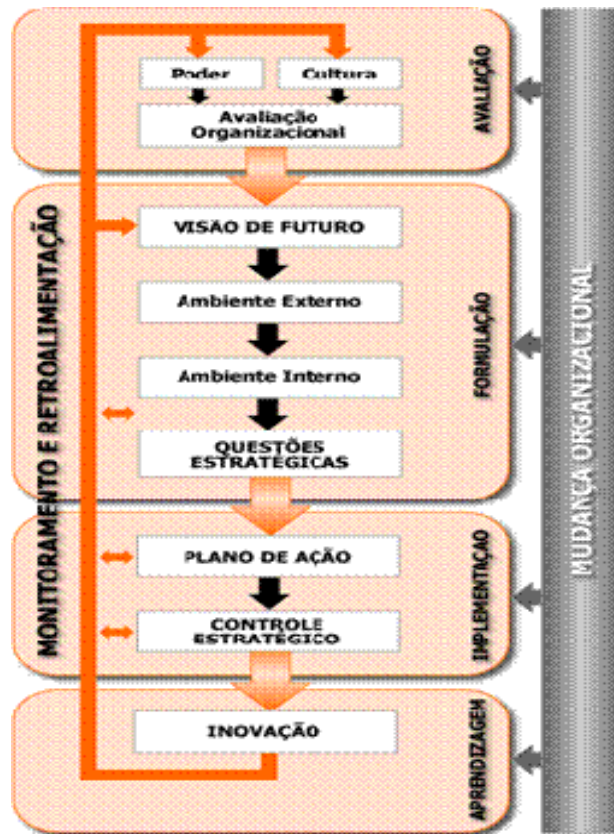 Poder
Cultura
Avaliação
Organizacional
AVALIAÇÃO
VISÃO DE FUTURO
Ambiente Externo
Ambiente Interno
QUESTÕES
ESTRATÉGICAS
FORMULAÇÃO
PLANO DE AÇÃO
CONTROLE
ESTRATÉGICO
IMPLEMENTAÇÃO
INOVAÇÃO
APRENDIZAGEM
MONITORAMENTO E RETROALIMENTAÇÃO
MUDANÇA ORGANIZACIONAL